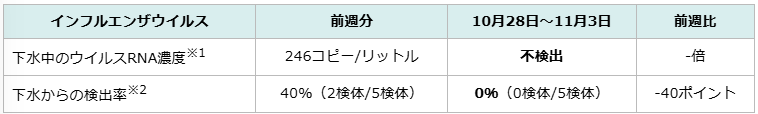 インフルエンザウイルス 前週分 10月28日～11月3日 前週比
下水中のウイルスRNA濃度※1 246コピー/リットル 不検出 -倍
下水からの検出率※2 40%（2検体/5検体） 0%（0検体/5検体） -40ポイント